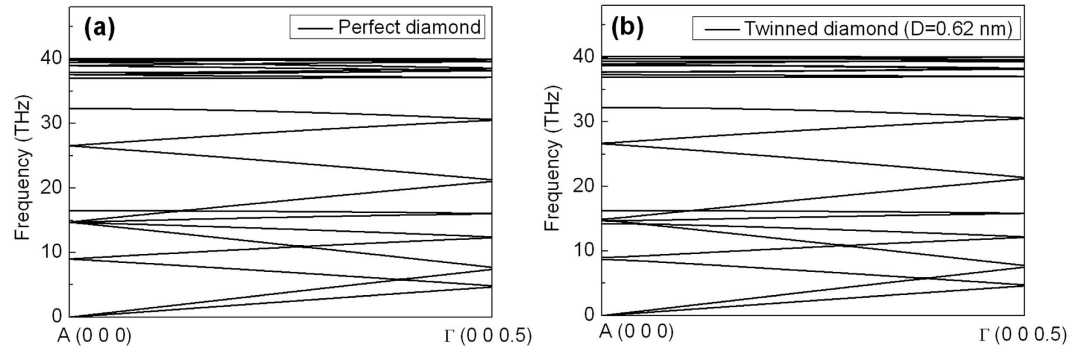 (a)
Perfect diamond
Frequency (THz)
40
30
20
10
0
A (0 0 0)
Γ (0 0 0.5)
(b)
Twinned diamond (D=0.62 nm)
Frequency (THz)
40
30
20
10
0
A (0 0 0)
Γ (0 0 0.5)